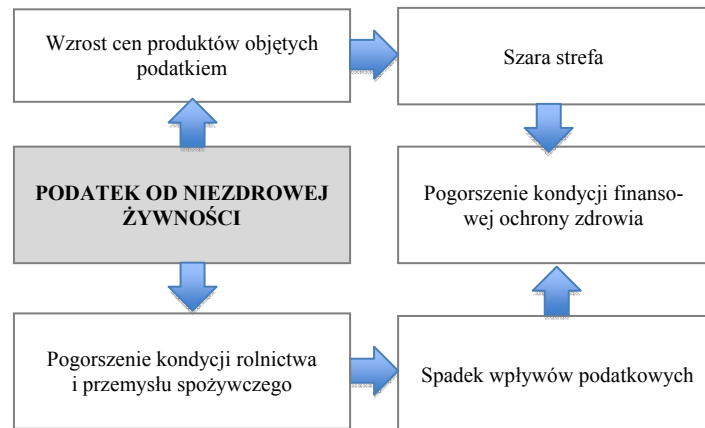 Wzrost cen produktów objętych
podatkiem
Szara strefa
PODATEK OD NIEZDROWEJ
ŻYWNOŚCI
Pogorszenie kondycji finanso-
wej ochrony zdrowia
Pogorszenie kondycji rolnictwa
i przemysłu spożywczego
Spadek wpływów podatkowych